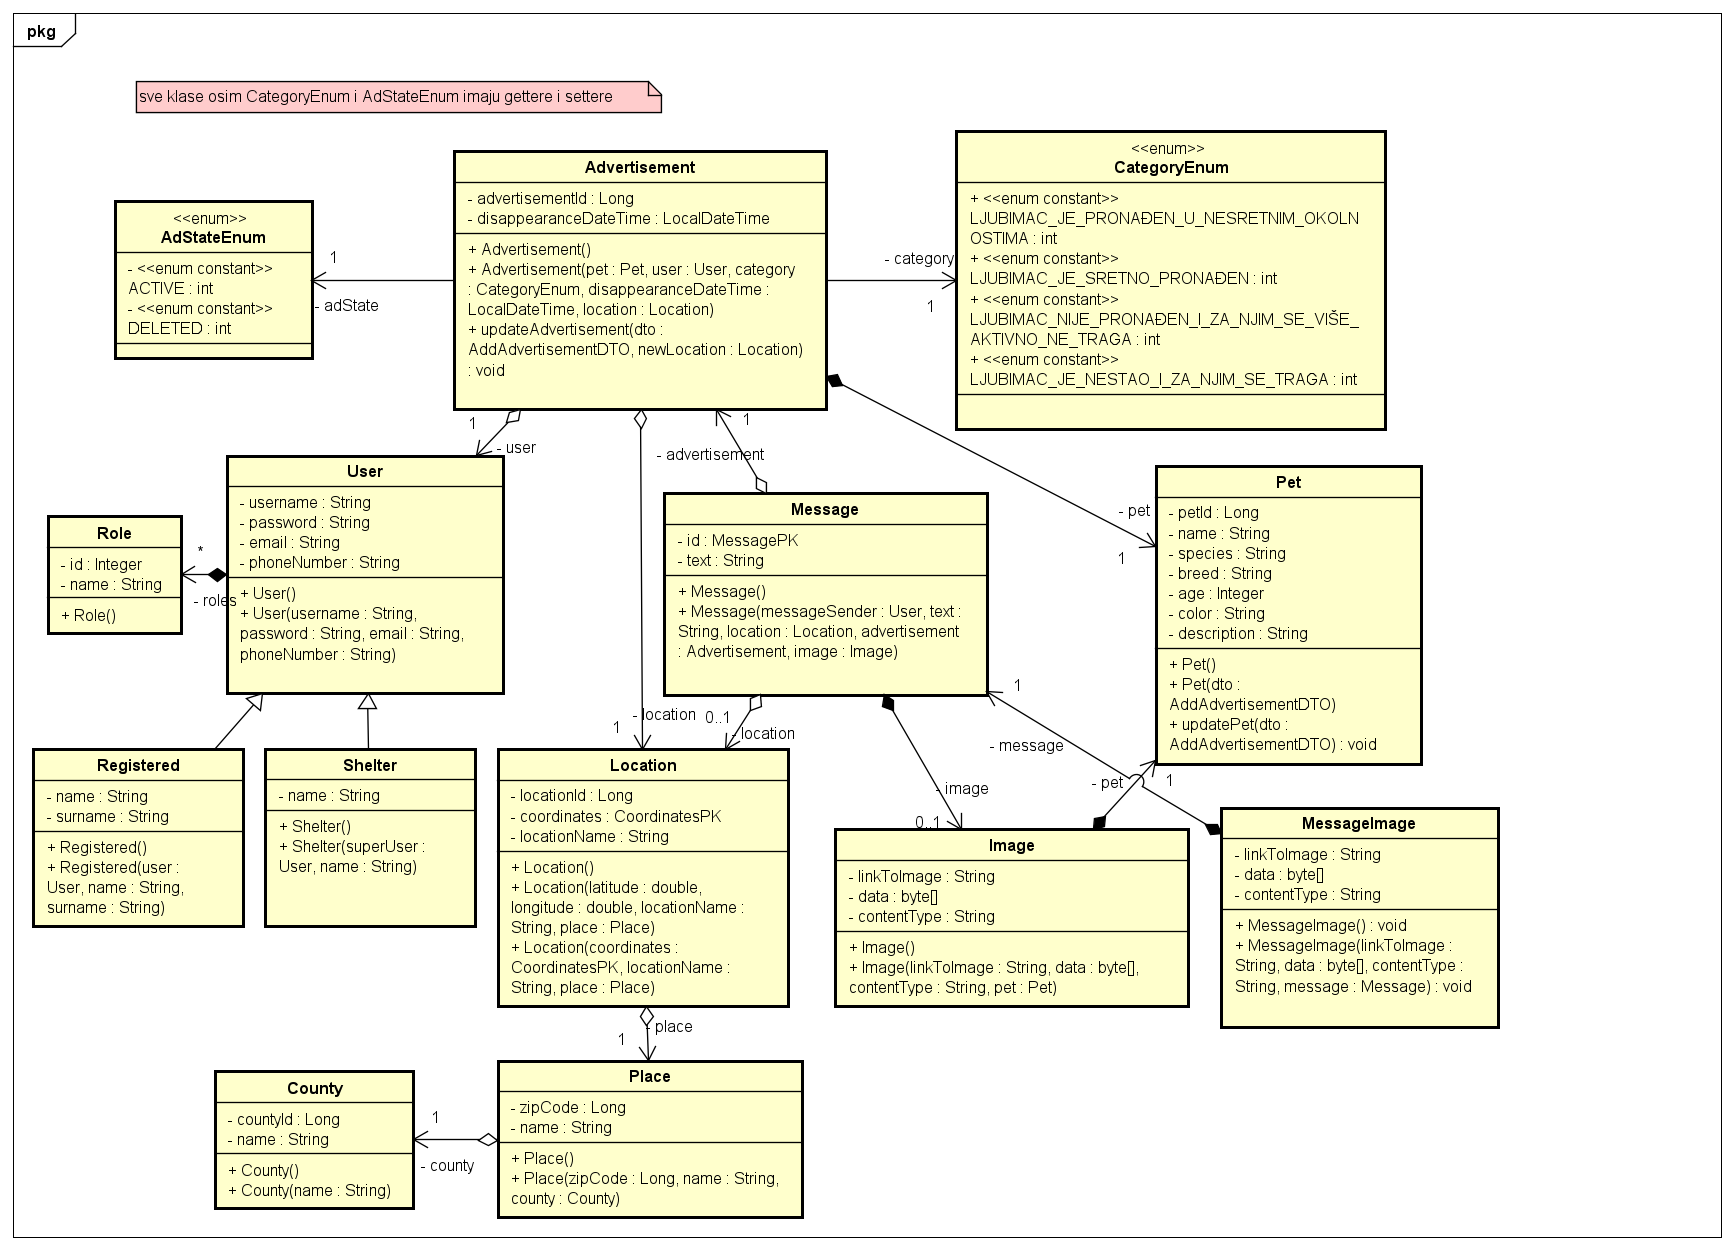 pkg
sve klase osim CategoryEnum i AdStateEnum imaju gettere i settere
<<enum>>
AdStateEnum
- <<enum constant>>
ACTIVE : int
- <<enum constant>>
DELETED : int
1
- adState
Advertisement
- advertisementId : Long
- disappearanceDateTime : LocalDateTime
+ Advertisement()
+ Advertisement(pet : Pet, user : User, category
: CategoryEnum, disappearanceDateTime :
LocalDateTime, location : Location)
+ updateAdvertisement(dto :
AddAdvertisementDTO, newLocation : Location)
: void
- category
1
<<enum>>
CategoryEnum
+ <<enum constant>>
LJUBIMAC_JE_PRONAĐEN_U_NESRETNIM_OKOLN
OSTIMA : int
+ <<enum constant>>
LJUBIMAC_JE_SRETNO_PRONAĐEN : int
+ <<enum constant>>
LJUBIMAC_NIJE_PRONAĐEN_I_ZA_NJIM_SE_VIŠE_
AKTIVNO_NE_TRAGA : int
+ <<enum constant>>
LJUBIMAC_JE_NESTAO_I_ZA_NJIM_SE_TRAGA : int
1
- user
1
- advertisement
- pet
1
Role
- id : Integer
- name : String
+ Role()
*
- roles
User
- username : String
- password : String
- email : String
- phoneNumber : String
+ User()
+ User(username : String,
password : String, email : String,
phoneNumber : String)
Message
- id : MessagePK
- text : String
+ Message()
+ Message(messageSender : User, text :
String, location : Location, advertisement
: Advertisement, image : Image)
Pet
- petId : Long
- name : String
- species : String
- breed : String
- age : Integer
- color : String
- description : String
+ Pet()
+ Pet(dto :
AddAdvertisementDTO)
+ updatePet(dto :
AddAdvertisementDTO) : void
1
- location
0..1
- location
- image
0..1
1
- message
- pet
1
Registered
- name : String
- surname : String
+ Registered()
+ Registered(user :
User, name : String,
surname : String)
Shelter
- name : String
+ Shelter()
+ Shelter(superUser :
User, name : String)
Location
- locationId : Long
- coordinates : CoordinatesPK
- locationName : String
+ Location()
+ Location(latitude : double,
longitude : double, locationName :
String, place : Place)
+ Location(coordinates :
CoordinatesPK, locationName :
String, place : Place)
Image
- linkToImage : String
- data : byte[]
- contentType : String
+ Image()
+ Image(linkToImage : String, data : byte[],
contentType : String, pet : Pet)
MessageImage
- linkToImage : String
- data : byte[]
- contentType : String
+ MessageImage() : void
+ MessageImage(linkToImage :
String, data : byte[], contentType :
String, message : Message) : void
- place
1
County
- countyId : Long
- name : String
+ County()
+ County(name : String)
1
- county
Place
- zipCode : Long
- name : String
+ Place()
+ Place(zipCode : Long, name : String,
county : County)